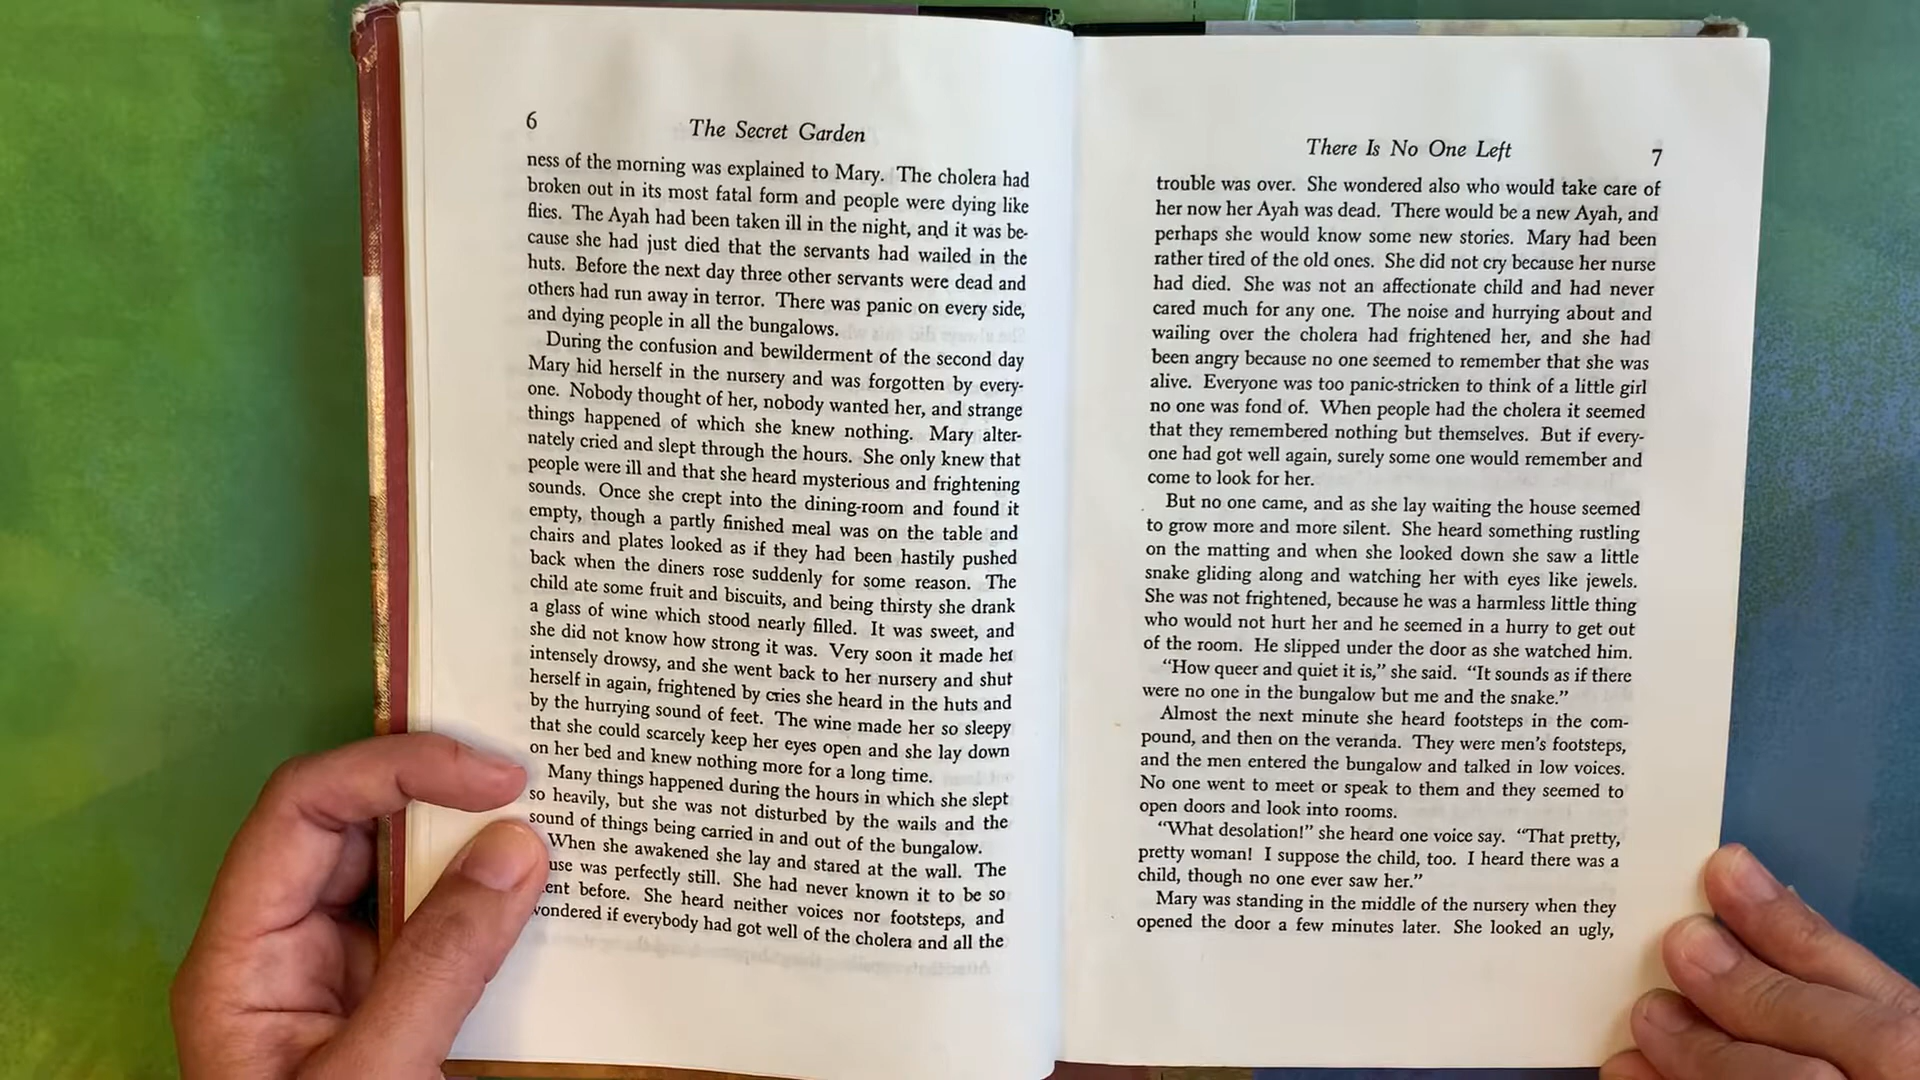 6
The Secret Garden
ness of the morning was explained to Mary. The cholera had
broken out in its most fatal form and people were dying like
flies. The Ayah had been taken ill in the night, and it was be-
cause she had just died that the servants had wailed in the
huts. Before the next day three other servants were dead and
others had run away in terror. There was panic on every side,
and dying people in all the bungalows.
During the confusion and bewilderment of the second day
Mary hid herself in the nursery and was forgotten by every-
one. Nobody thought of her, nobody wanted her, and strange
things happened of which she knew nothing. Mary alter-
nately cried and slept through the hours. She only knew that
people were ill and that she heard mysterious and frightening
sounds. Once she crept into the dining-room and found it
empty, though a partly finished meal was on the table and
chairs and plates looked as if they had been hastily pushed
back when the diners rose suddenly for some reason. The
child ate some fruit and biscuits, and being thirsty she drank
a glass of wine which stood nearly filled. It was sweet, and
she did not know how strong it was. Very soon it made her
intensely drowsy, and she went back to her nursery and shut
herself in again, frightened by cries she heard in the huts and
by the hurrying sound of feet. The wine made her so sleepy
that she could scarcely keep her eyes open and she lay down
on her bed and knew nothing more for a long time.
Many things happened during the hours in which she slept
so heavily, but she was not disturbed by the wails and the
sound of things being carried in and out of the bungalow.
When she awakened she lay and stared at the wall. The
use was perfectly still. She had never known it to be so
ent before. She heard neither voices nor footsteps, and
wondered if everybody had got well of the cholera and all the
There Is No One Left
7
trouble was over. She wondered also who would take care of
her now her Ayah was dead. There would be a new Ayah, and
perhaps she would know some new stories. Mary had been
rather tired of the old ones. She did not cry because her nurse
had died. She was not an affectionate child and had never
cared much for any one. The noise and hurrying about and
wailing over the cholera had frightened her, and she had
been angry because no one seemed to remember that she was
alive. Everyone was too panic-stricken to think of a little girl
no one was fond of. When people had the cholera it seemed
that they remembered nothing but themselves. But if every-
one had got well again, surely some one would remember and
come to look for her.
But no one came, and as she lay waiting the house seemed
to grow more and more silent. She heard something rustling
on the matting and when she looked down she saw a little
snake gliding along and watching her with eyes like jewels.
She was not frightened, because he was a harmless little thing
who would not hurt her and he seemed in a hurry to get out
of the room. He slipped under the door as she watched him.
“How queer and quiet it is,” she said. “It sounds as if there
were no one in the bungalow but me and the snake.”
Almost the next minute she heard footsteps in the com-
pound, and then on the veranda. They were men’s footsteps,
and the men entered the bungalow and talked in low voices.
No one went to meet or speak to them and they seemed to
open doors and look into rooms.
“What desolation!” she heard one voice say. “That pretty,
pretty woman! I suppose the child, too. I heard there was a
child, though no one ever saw her.”
Mary was standing in the middle of the nursery when they
opened the door a few minutes later. She looked an ugly,